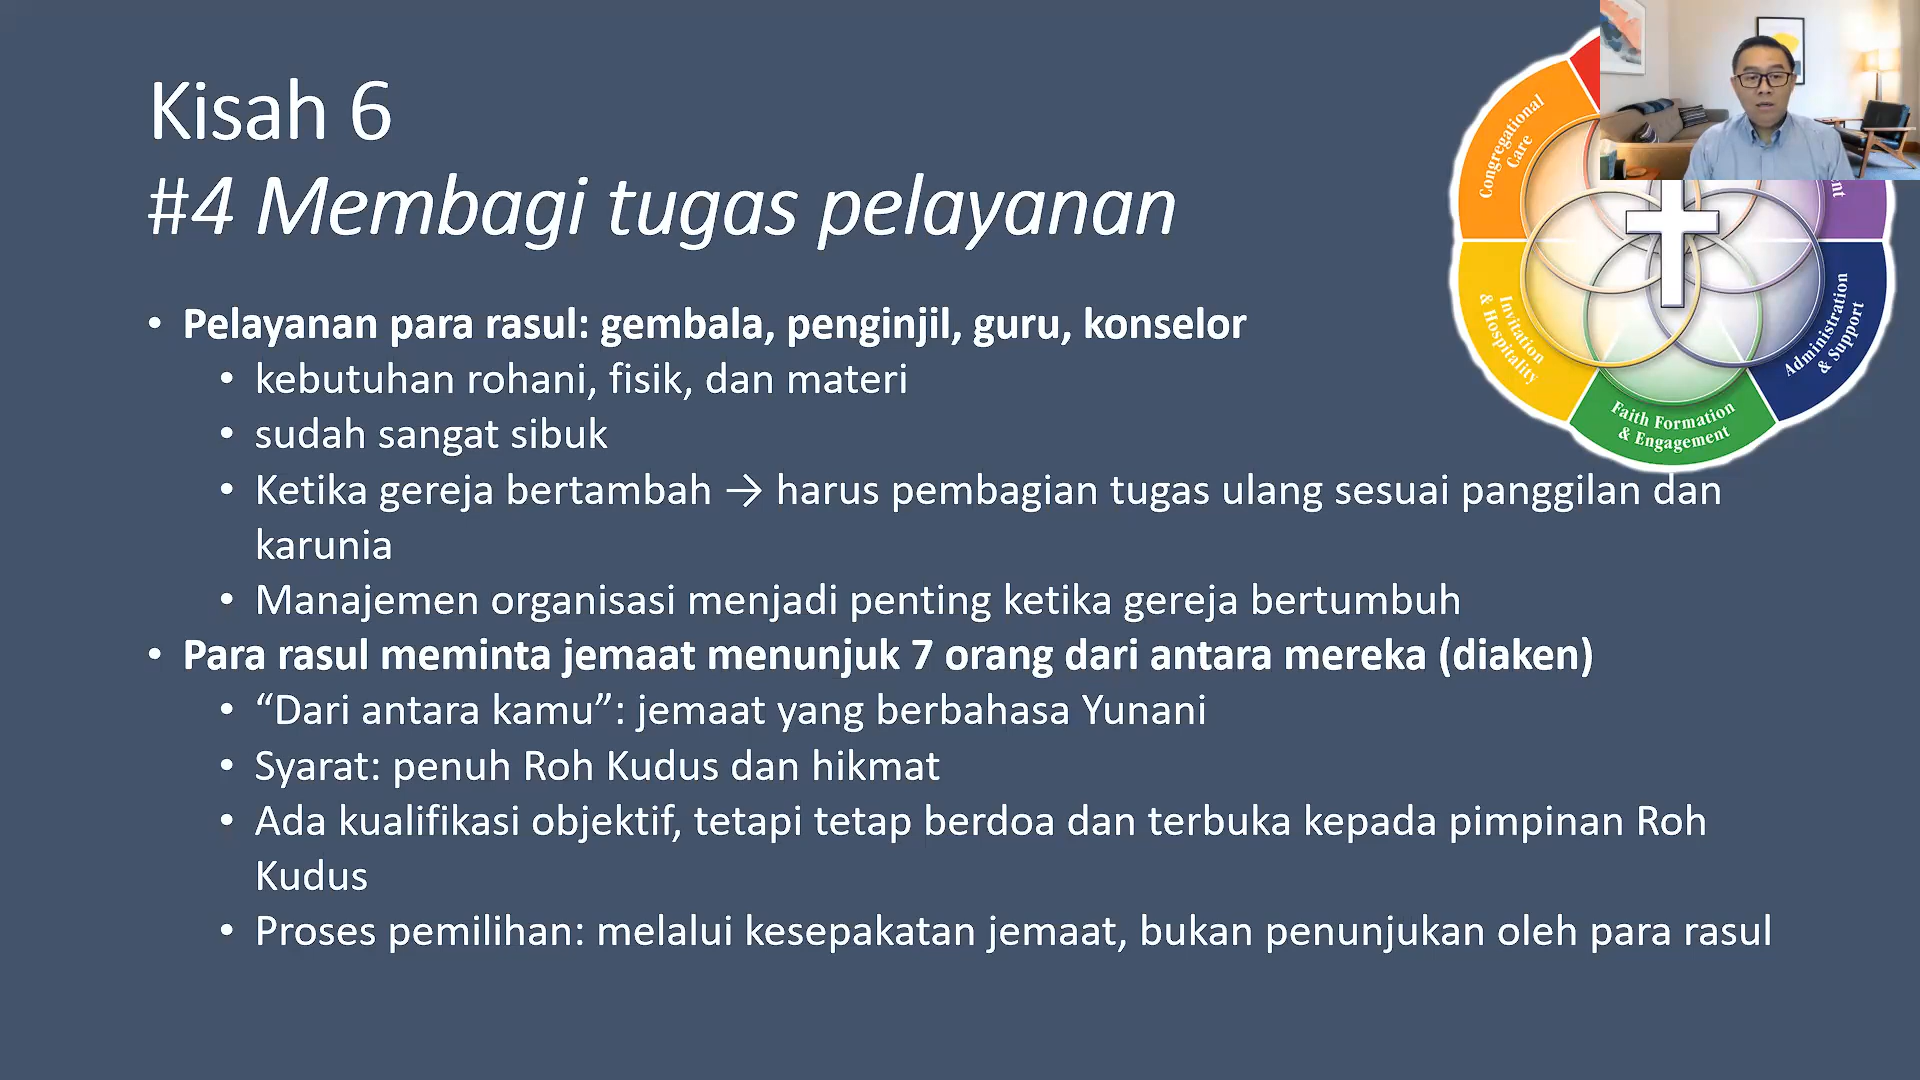 Kisah 6
#4 Membagi tugas pelayanan
• Pelayanan para rasul: gembala, penginjil, guru, konselor
• kebutuhan rohani, fisik, dan materi
• sudah sangat sibuk
• Ketika gereja bertambah → harus pembagian tugas ulang sesuai panggilan dan
karunia
• Manajemen organisasi menjadi penting ketika gereja bertumbuh
• Para rasul meminta jemaat menunjuk 7 orang dari antara mereka (diaken)
• “Dari antara kamu”: jemaat yang berbahasa Yunani
• Syarat: penuh Roh Kudus dan hikmat
• Ada kualifikasi objektif, tetapi tetap berdoa dan terbuka kepada pimpinan Roh
Kudus
• Proses pemilihan: melalui kesepakatan jemaat, bukan penunjukan oleh para rasul
Congregational
Care
Invitation
& Hospitality
Faith Formation
& Engagement
Administration
& Support